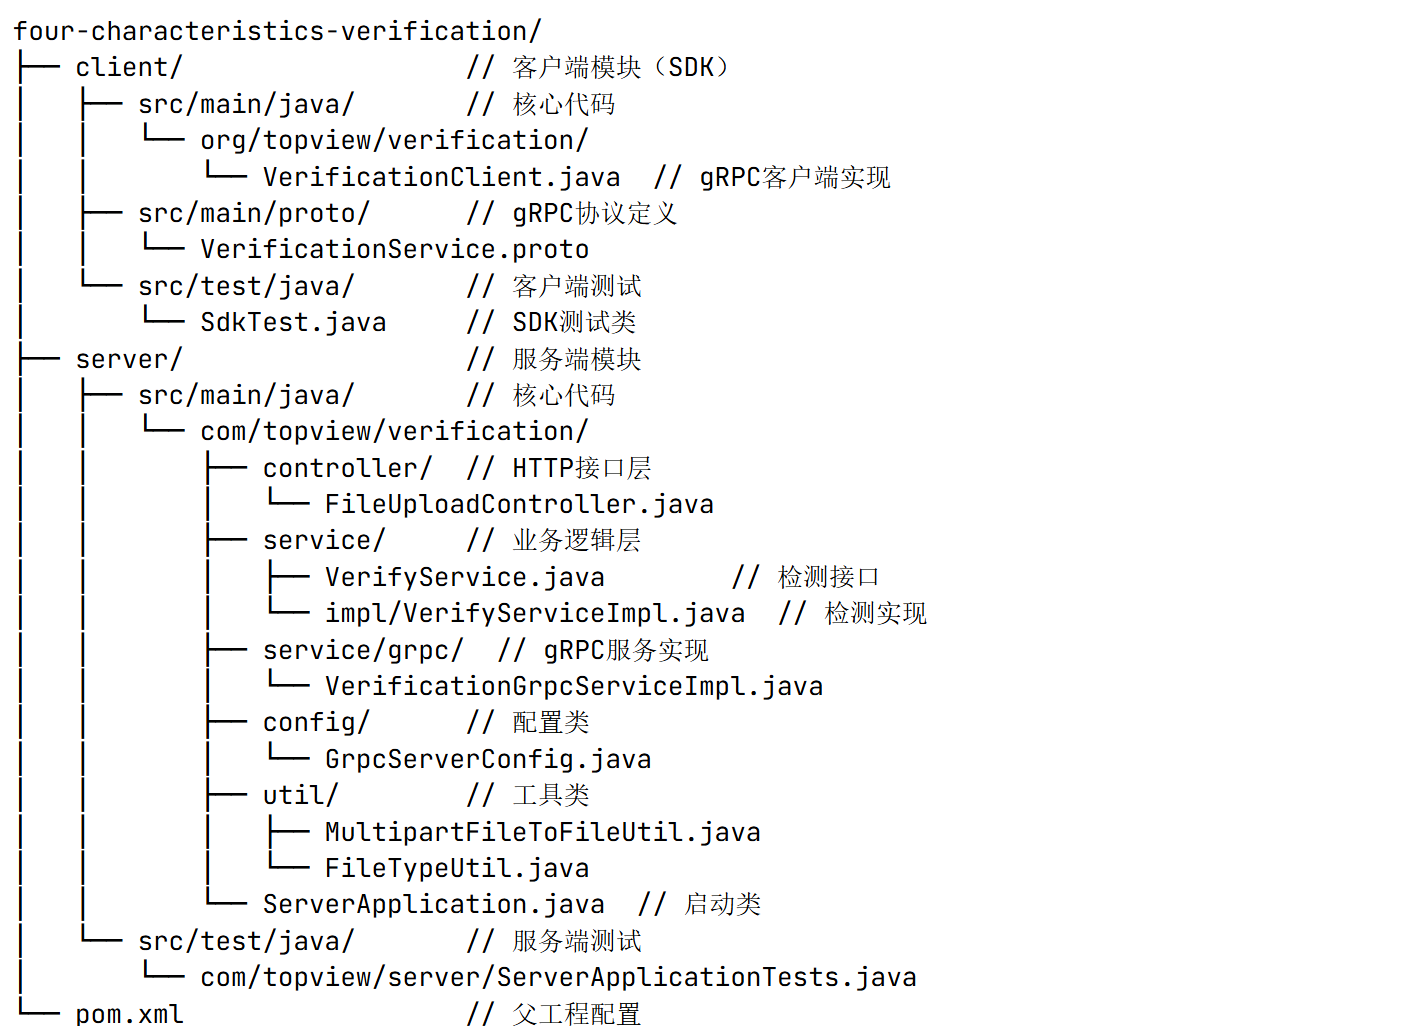 four-characteristics-verification/
├── client/                  // 客户端模块（SDK）
│   ├── src/main/java/       // 核心代码
│   │   └── org/topview/verification/
│   │       └── VerificationClient.java  // gRPC客户端实现
│   ├── src/main/proto/      // gRPC协议定义
│   │   └── VerificationService.proto
│   └── src/test/java/       // 客户端测试
│       └── SdkTest.java     // SDK测试类
├── server/                  // 服务端模块
│   ├── src/main/java/       // 核心代码
│   │   └── com/topview/verification/
│   │       ├── controller/  // HTTP接口层
│   │       │   └── FileUploadController.java
│   │       ├── service/     // 业务逻辑层
│   │       │   ├── VerifyService.java        // 检测接口
│   │       │   └── impl/VerifyServiceImpl.java  // 检测实现
│   │       ├── service/grpc/  // gRPC服务实现
│   │       │   └── VerificationGrpcServiceImpl.java
│   │       ├── config/      // 配置类
│   │       │   └── GrpcServerConfig.java
│   │       ├── util/        // 工具类
│   │       │   ├── MultipartFileToFileUtil.java
│   │       │   └── FileTypeUtil.java
│   │       └── ServerApplication.java  // 启动类
│   └── src/test/java/       // 服务端测试
│       └── com/topview/server/ServerApplicationTests.java
└── pom.xml                  // 父工程配置